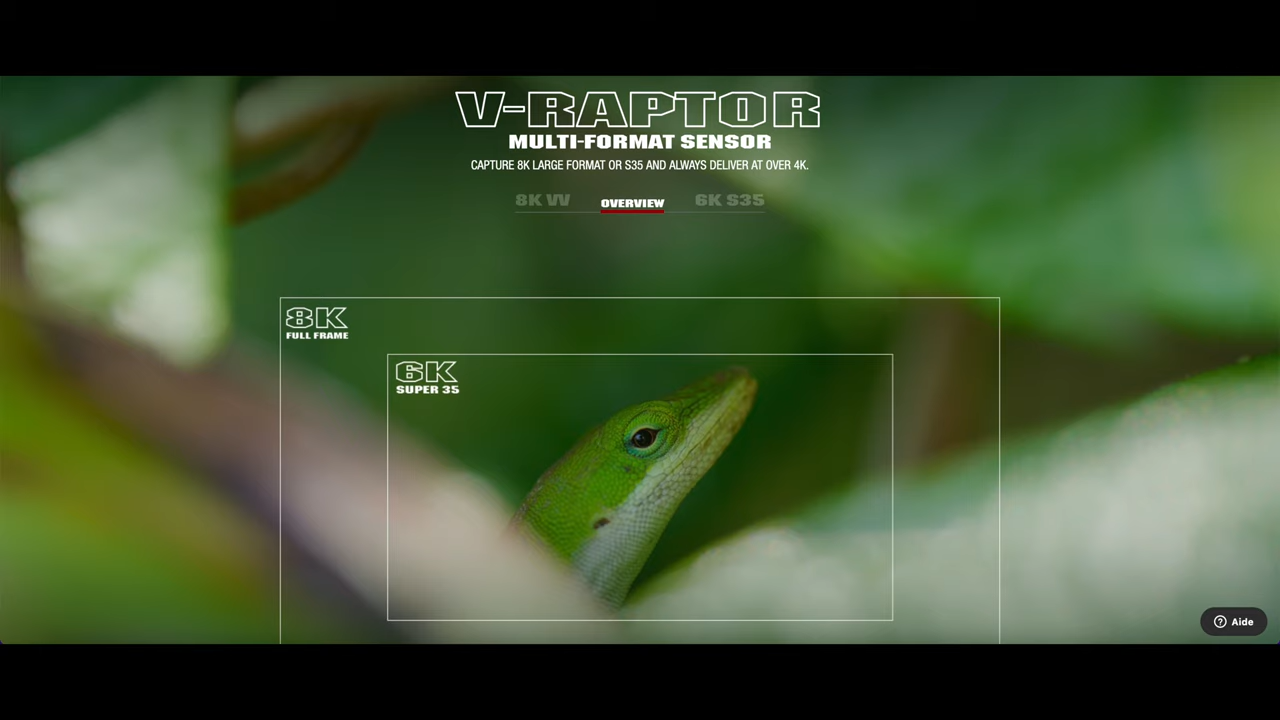 V-RAPTOR
MULTI-FORMAT SENSOR
CAPTURE 8K LARGE FORMAT OR S35 AND ALWAYS DELIVER AT OVER 4K.
8K VV OVERVIEW 6K S35
8K
FULL FRAME
6K
SUPER 35
Aide